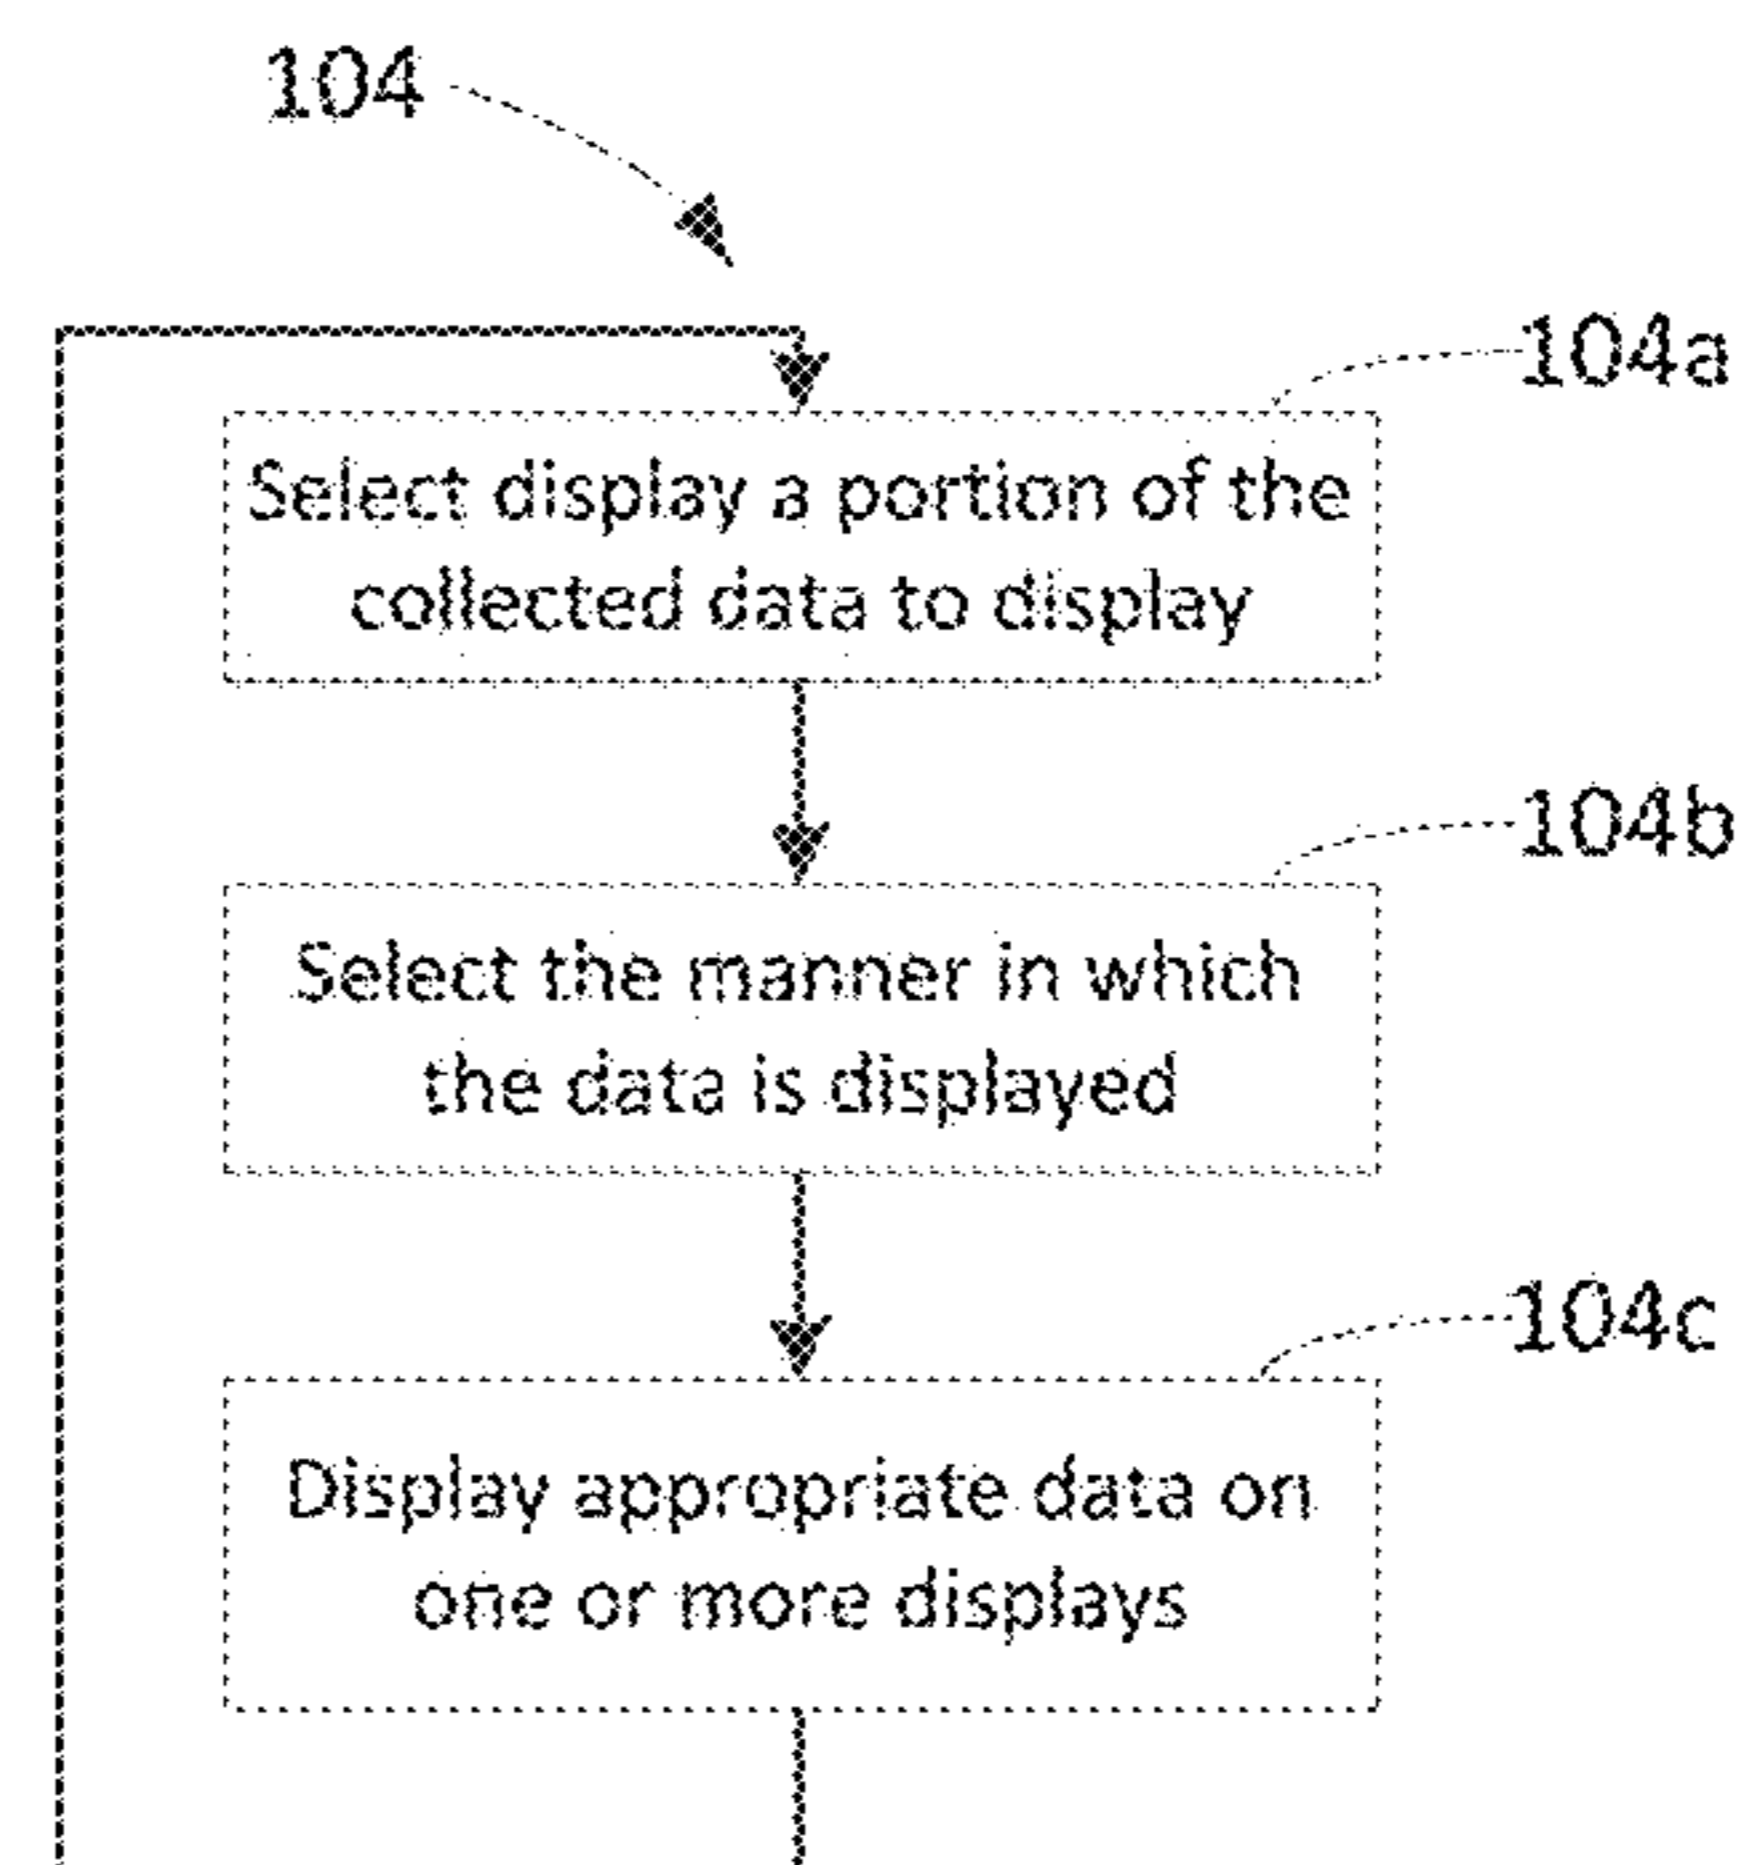 104
104a
Select display a portion of the
collected data to display
104b
Select the manner in which
the data is displayed
104c
Display appropriate data on
one or more displays